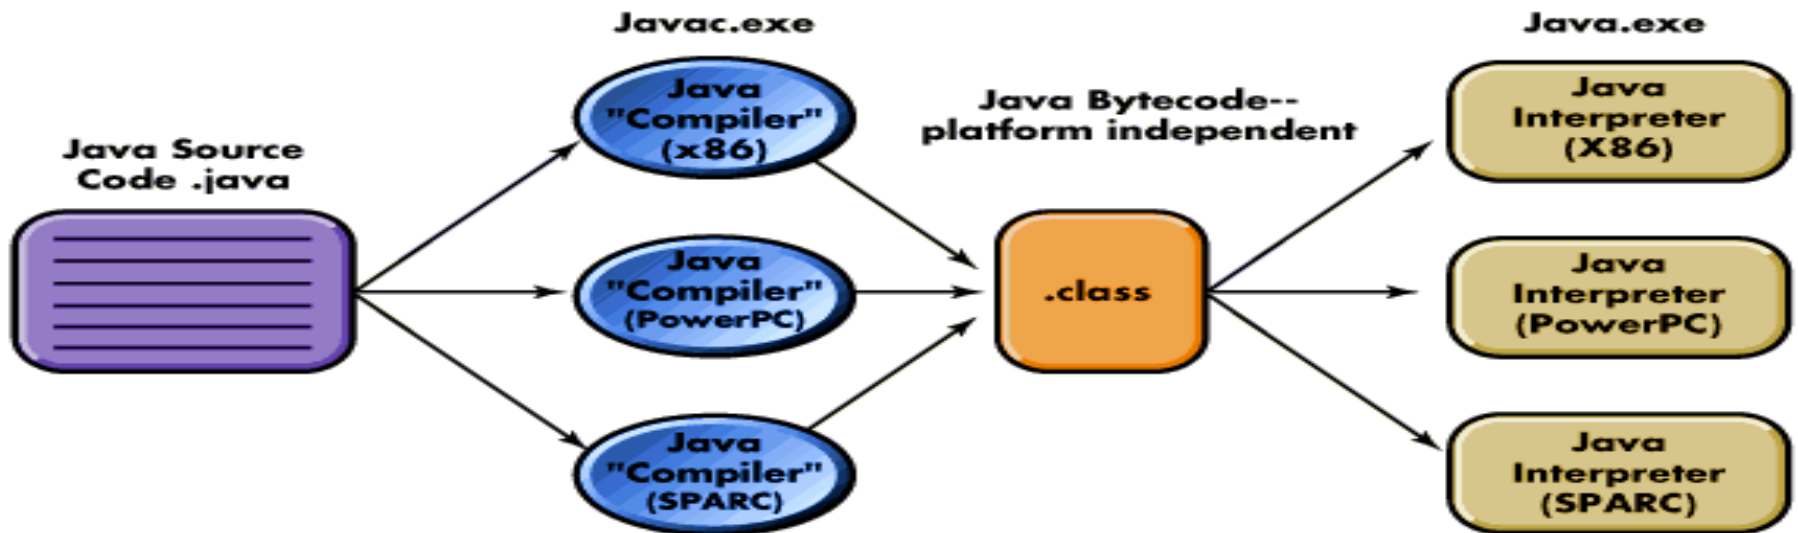 Javac.exe
Java.exe
Java Source
Code .java
Java
"Compiler"
(x86)
Java
"Compiler"
(PowerPC)
Java
"Compiler"
(SPARC)
Java Bytecode--
platform independent
.class
Java
Interpreter
(X86)
Java
Interpreter
(PowerPC)
Java
Interpreter
(SPARC)